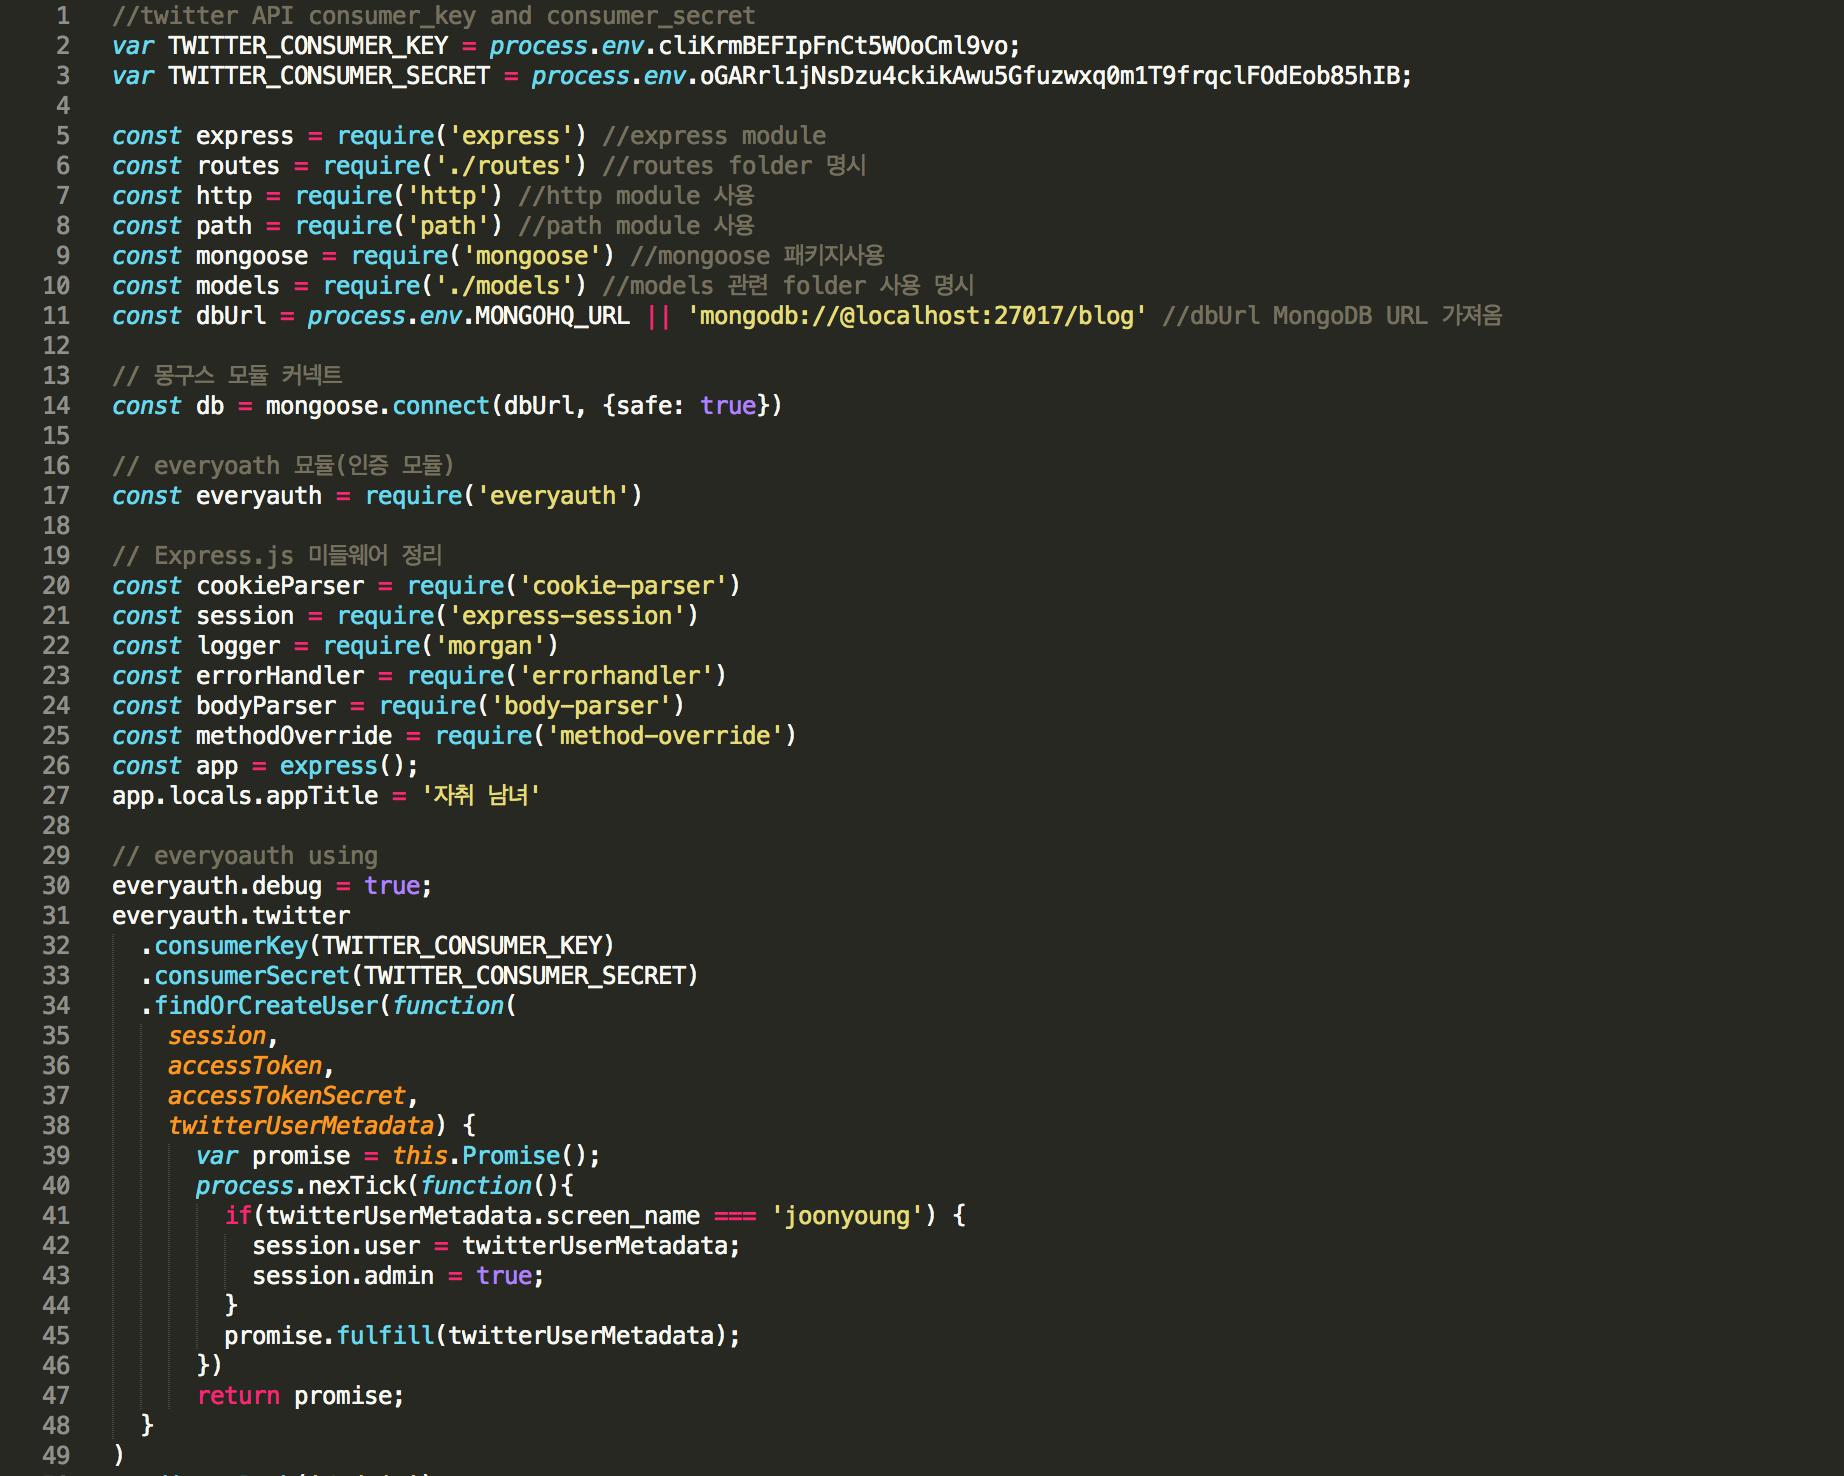 1 //twitter API consumer_key and consumer_secret
2 var TWITTER_CONSUMER_KEY = process.env.cliKrmBEFIpFnCt5WOoCml9vo;
3 var TWITTER_CONSUMER_SECRET = process.env.oGARrl1jNsDzu4ckikAwu5Gfuzwxq0m1T9frqclFOdEob85hIB;
4
5 const express = require('express') //express module
6 const routes = require('./routes') //routes folder 명시
7 const http = require('http') //http module 사용
8 const path = require('path') //path module 사용
9 const mongoose = require('mongoose') //mongoose 패키지사용
10 const models = require('./models') //models 관련 folder 사용 명시
11 const dbUrl = process.env.MONGOHQ_URL || 'mongodb://@localhost:27017/blog' //dbUrl MongoDB URL 가져옴
12
13 // 몽구스 모듈 커넥트
14 const db = mongoose.connect(dbUrl, {safe: true})
15
16 // everyoath 묘듈(인증 모듈)
17 const everyauth = require('everyauth')
18
19 // Express.js 미들웨어 정리
20 const cookieParser = require('cookie-parser')
21 const session = require('express-session')
22 const logger = require('morgan')
23 const errorHandler = require('errorhandler')
24 const bodyParser = require('body-parser')
25 const methodOverride = require('method-override')
26 const app = express();
27 app.locals.appTitle = '자취 남녀'
28
29 // everyoauth using
30 everyauth.debug = true;
31 everyauth.twitter
32 .consumerKey(TWITTER_CONSUMER_KEY)
33 .consumerSecret(TWITTER_CONSUMER_SECRET)
34 .findOrCreateUser(function(
35 session,
36 accessToken,
37 accessTokenSecret,
38 twitterUserMetadata) {
39 var promise = this.Promise();
40 process.nexTick(function(){
41 if(twitterUserMetadata.screen_name === 'joonyoung') {
42 session.user = twitterUserMetadata;
43 session.admin = true;
44 }
45 promise.fulfill(twitterUserMetadata);
46 })
47 return promise;
48 }
49 )